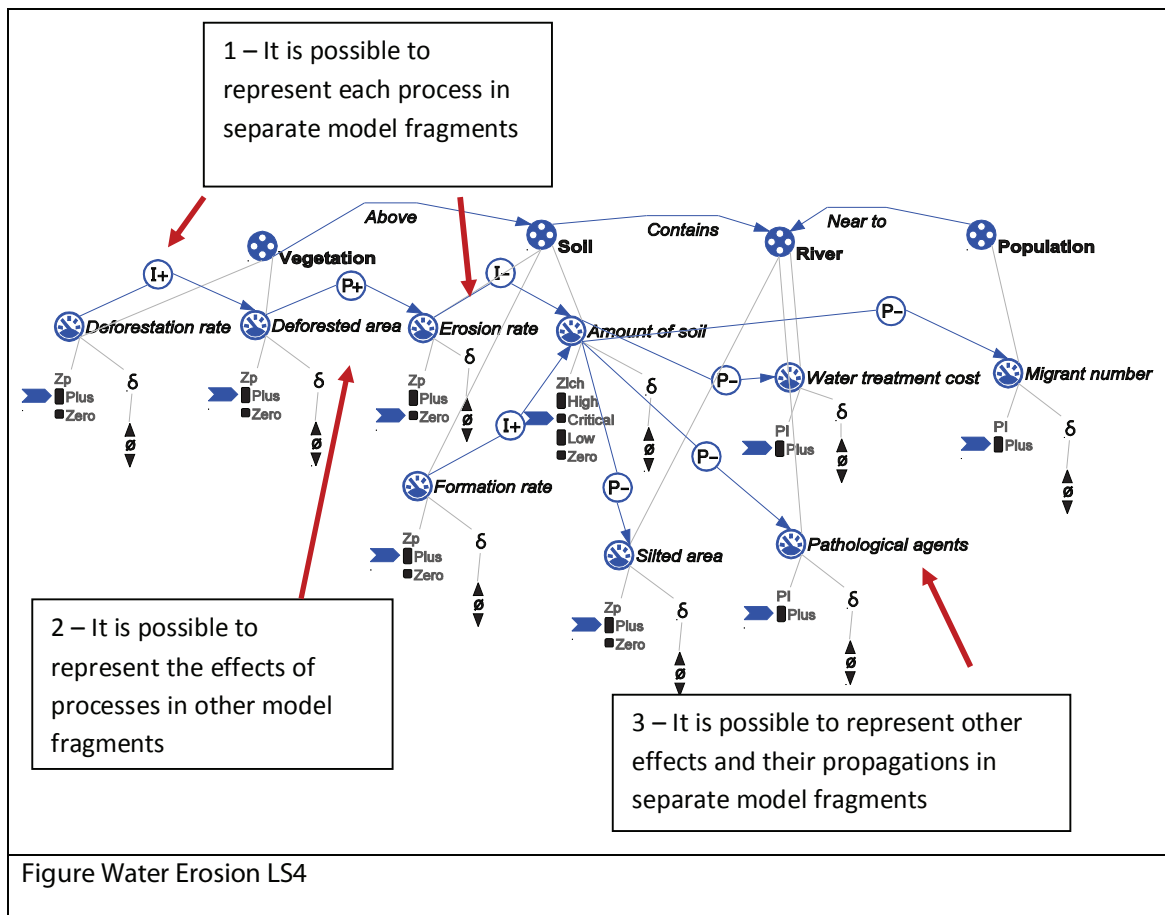 1 – It is possible to
represent each process in
separate model fragments
Above
Contains
Near to
Vegetation
Soil
River
Population
I+
P+
I-
P-
Deforestation rate
Deforested area
Erosion rate
Amount of soil
Water treatment cost
Migrant number
Zp
Plus
Zero
δ
ø
Zp
Plus
Zero
δ
ø
Zp
Plus
Zero
δ
ø
Zlch
High
Critical
Low
Zero
δ
ø
P-
Pl
Plus
δ
ø
Pl
Plus
δ
ø
I+
P-
P-
Formation rate
Zp
Plus
Zero
δ
ø
Silted area
Zp
Plus
Zero
δ
ø
Pathological agents
Pl
Plus
δ
ø
2 – It is possible to
represent the effects of
processes in other model
fragments
3 – It is possible to represent other
effects and their propagations in
separate model fragments
Figure Water Erosion LS4